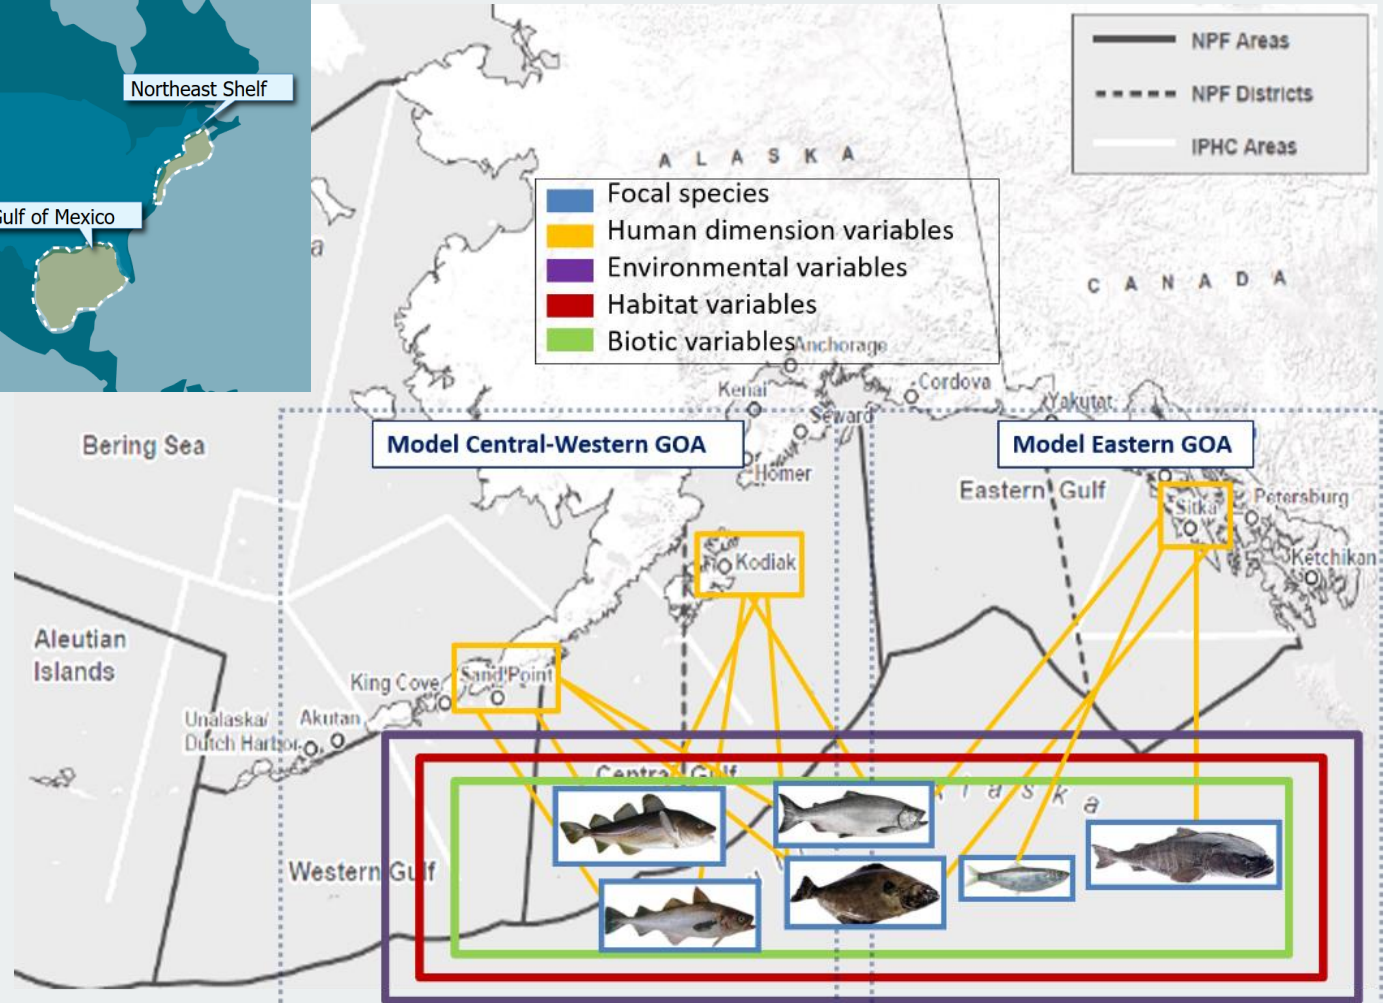 Northeast Shelf
Gulf of Mexico
NPF Areas
NPF Districts
IPHC Areas
A L A S K A
Focal species
Human dimension variables
Environmental variables
Habitat variables
Biotic variables
C A N A D A
a
Anchorage
Kenai
Cordova
Seward
Yakutat
Homer
Bering Sea
Model Central-Western GOA
Model Eastern GOA
Eastern Gulf
Sitka
Petersburg
Ketchikan
Kodiak
Aleutian
Islands
King Cove
Sand Point
Unalaska/
Dutch Harbor
Akutan
Central Gulf
l a s k a
Western Gulf